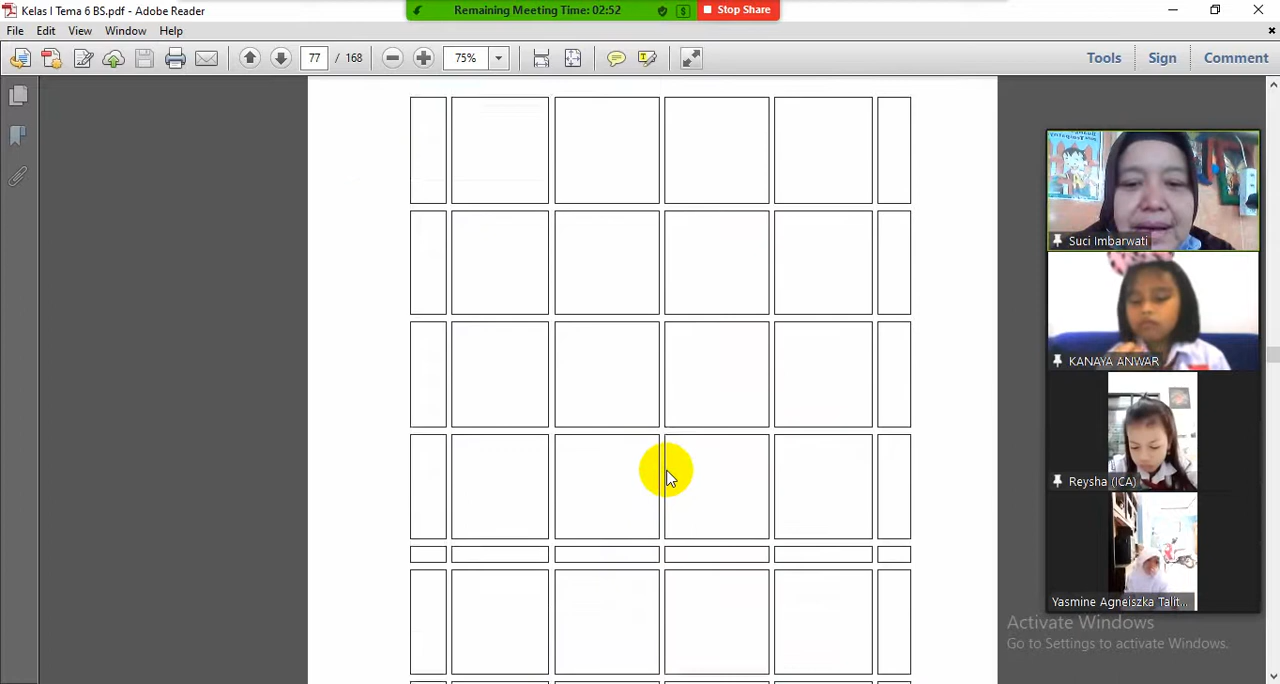 Kelas I Tema 6 BS.pdf - Adobe Reader
Remaining Meeting Time: 02:52
Stop Share
File Edit View Window Help
77 / 168
75%
Tools Sign Comment
Suci Imbarwati
KANAYA ANWAR
Reysha (ICA)
Yasmine Agneiszka Talit...
Activate Windows
Go to Settings to activate Windows.